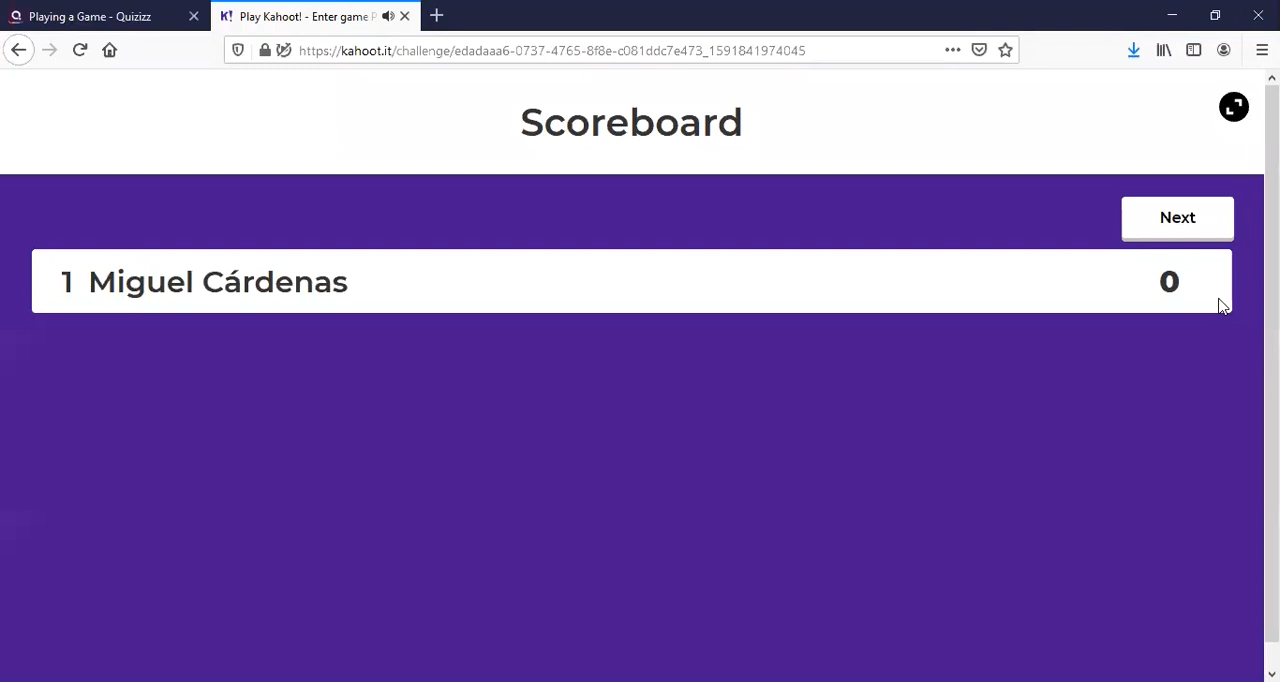 Playing a Game - Quizizz
K! Play Kahoot! - Enter game P
https://kahoot.it/challenge/edadaaa6-0737-4765-8f8e-c081ddc7e473_1591841974045
Scoreboard
Next
1 Miguel Cárdenas 0